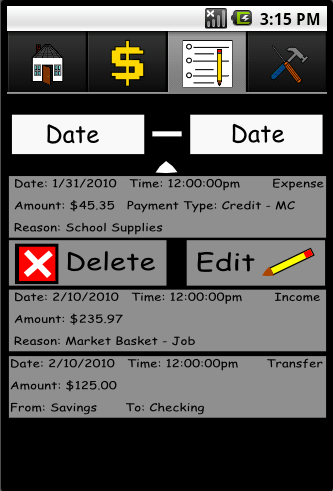 3:15 PM
$
Date — Date
Date: 1/31/2010 Time: 12:00:00pm Expense
Amount: $45.35 Payment Type: Credit - MC
Reason: School Supplies
Delete Edit
Date: 2/10/2010 Time: 12:00:00pm Income
Amount: $235.97
Reason: Market Basket - Job
Date: 2/10/2010 Time: 12:00:00pm Transfer
Amount: $125.00
From: Savings To: Checking